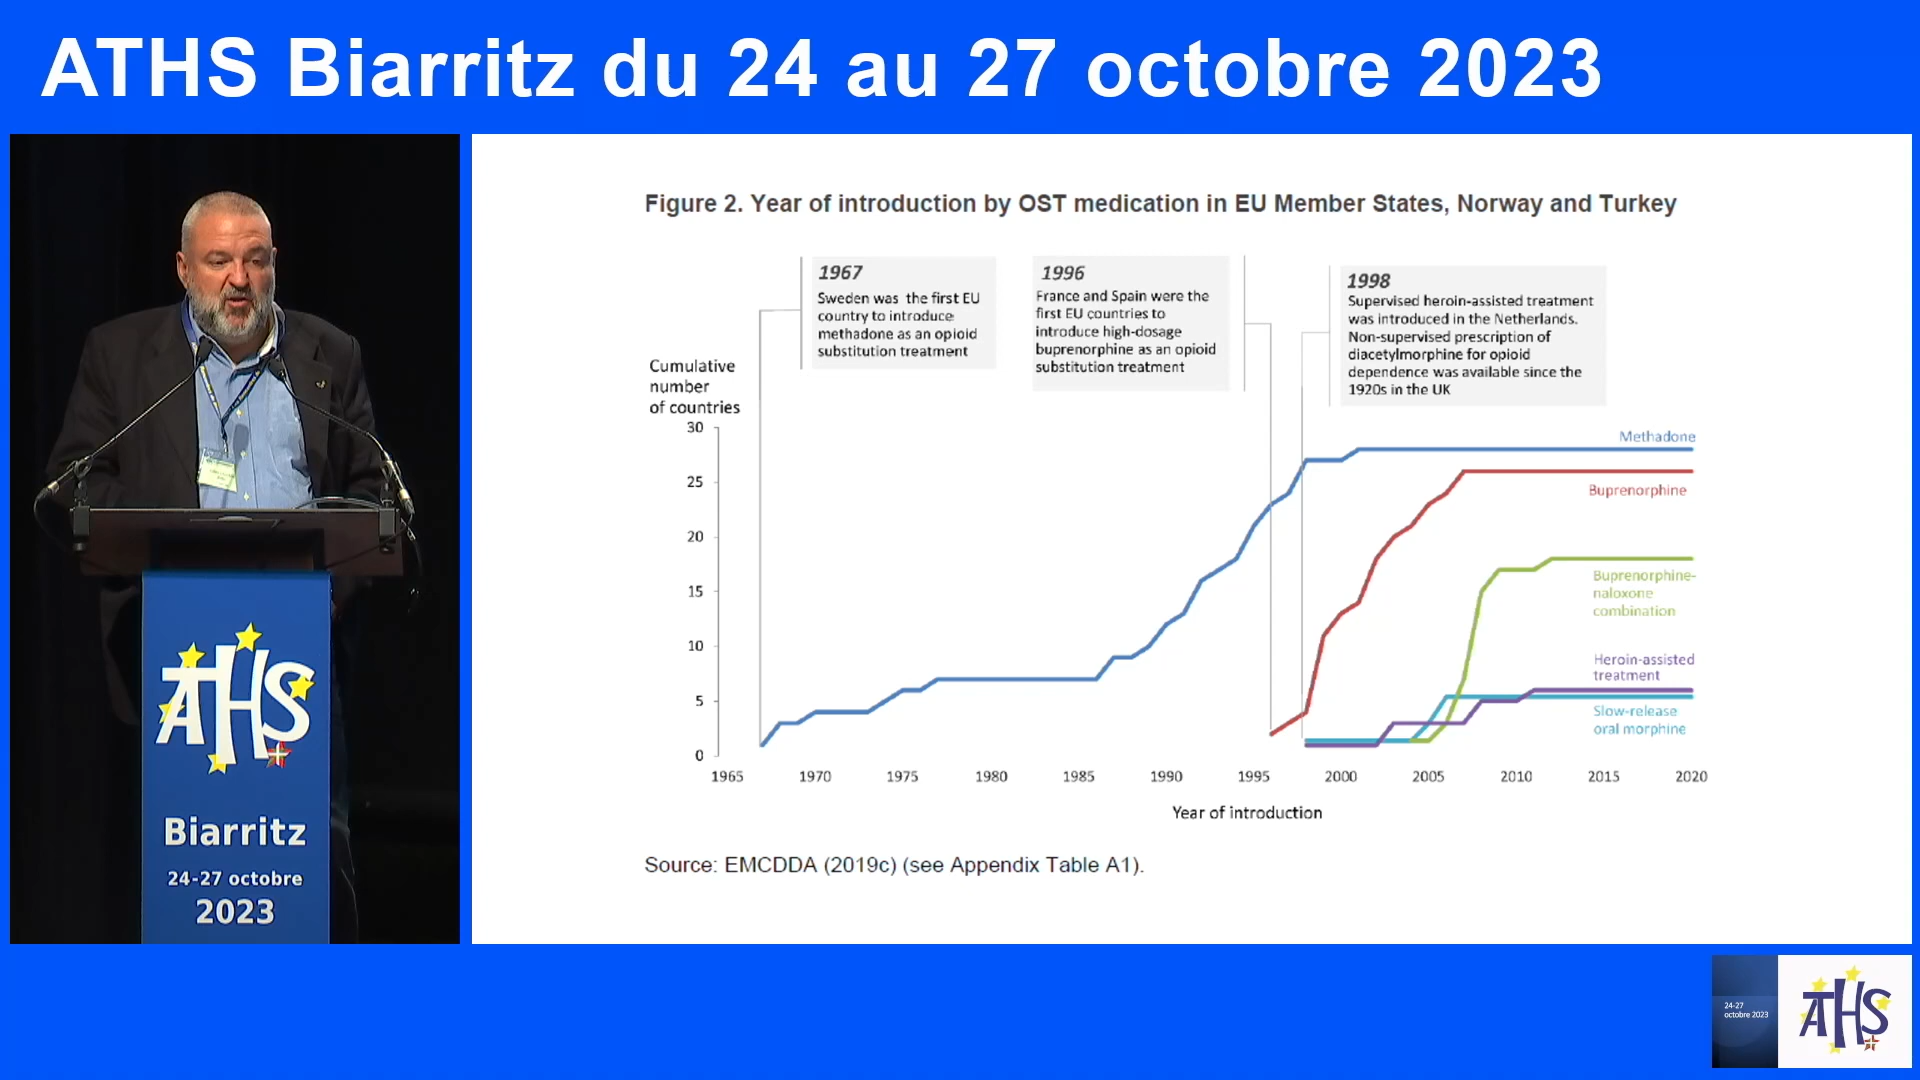 ATHS Biarritz du 24 au 27 octobre 2023
ATHS
Biarritz
24-27 octobre
2023
Figure 2. Year of introduction by OST medication in EU Member States, Norway and Turkey
1967
Sweden was the first EU
country to introduce
methadone as an opioid
substitution treatment
1996
France and Spain were the
first EU countries to
introduce high-dosage
buprenorphine as an opioid
substitution treatment
1998
Supervised heroin-assisted treatment
was introduced in the Netherlands.
Non-supervised prescription of
diacetylmorphine for opioid
dependence was available since the
1920s in the UK
Cumulative
number
of countries
30
25
20
15
10
5
0
Methadone
Buprenorphine
Buprenorphine-
naloxone
combination
Heroin-assisted
treatment
Slow-release
oral morphine
1965 1970 1975 1980 1985 1990 1995 2000 2005 2010 2015 2020
Year of introduction
Source: EMCDDA (2019c) (see Appendix Table A1).
24-27
octobre 2023
ATHS